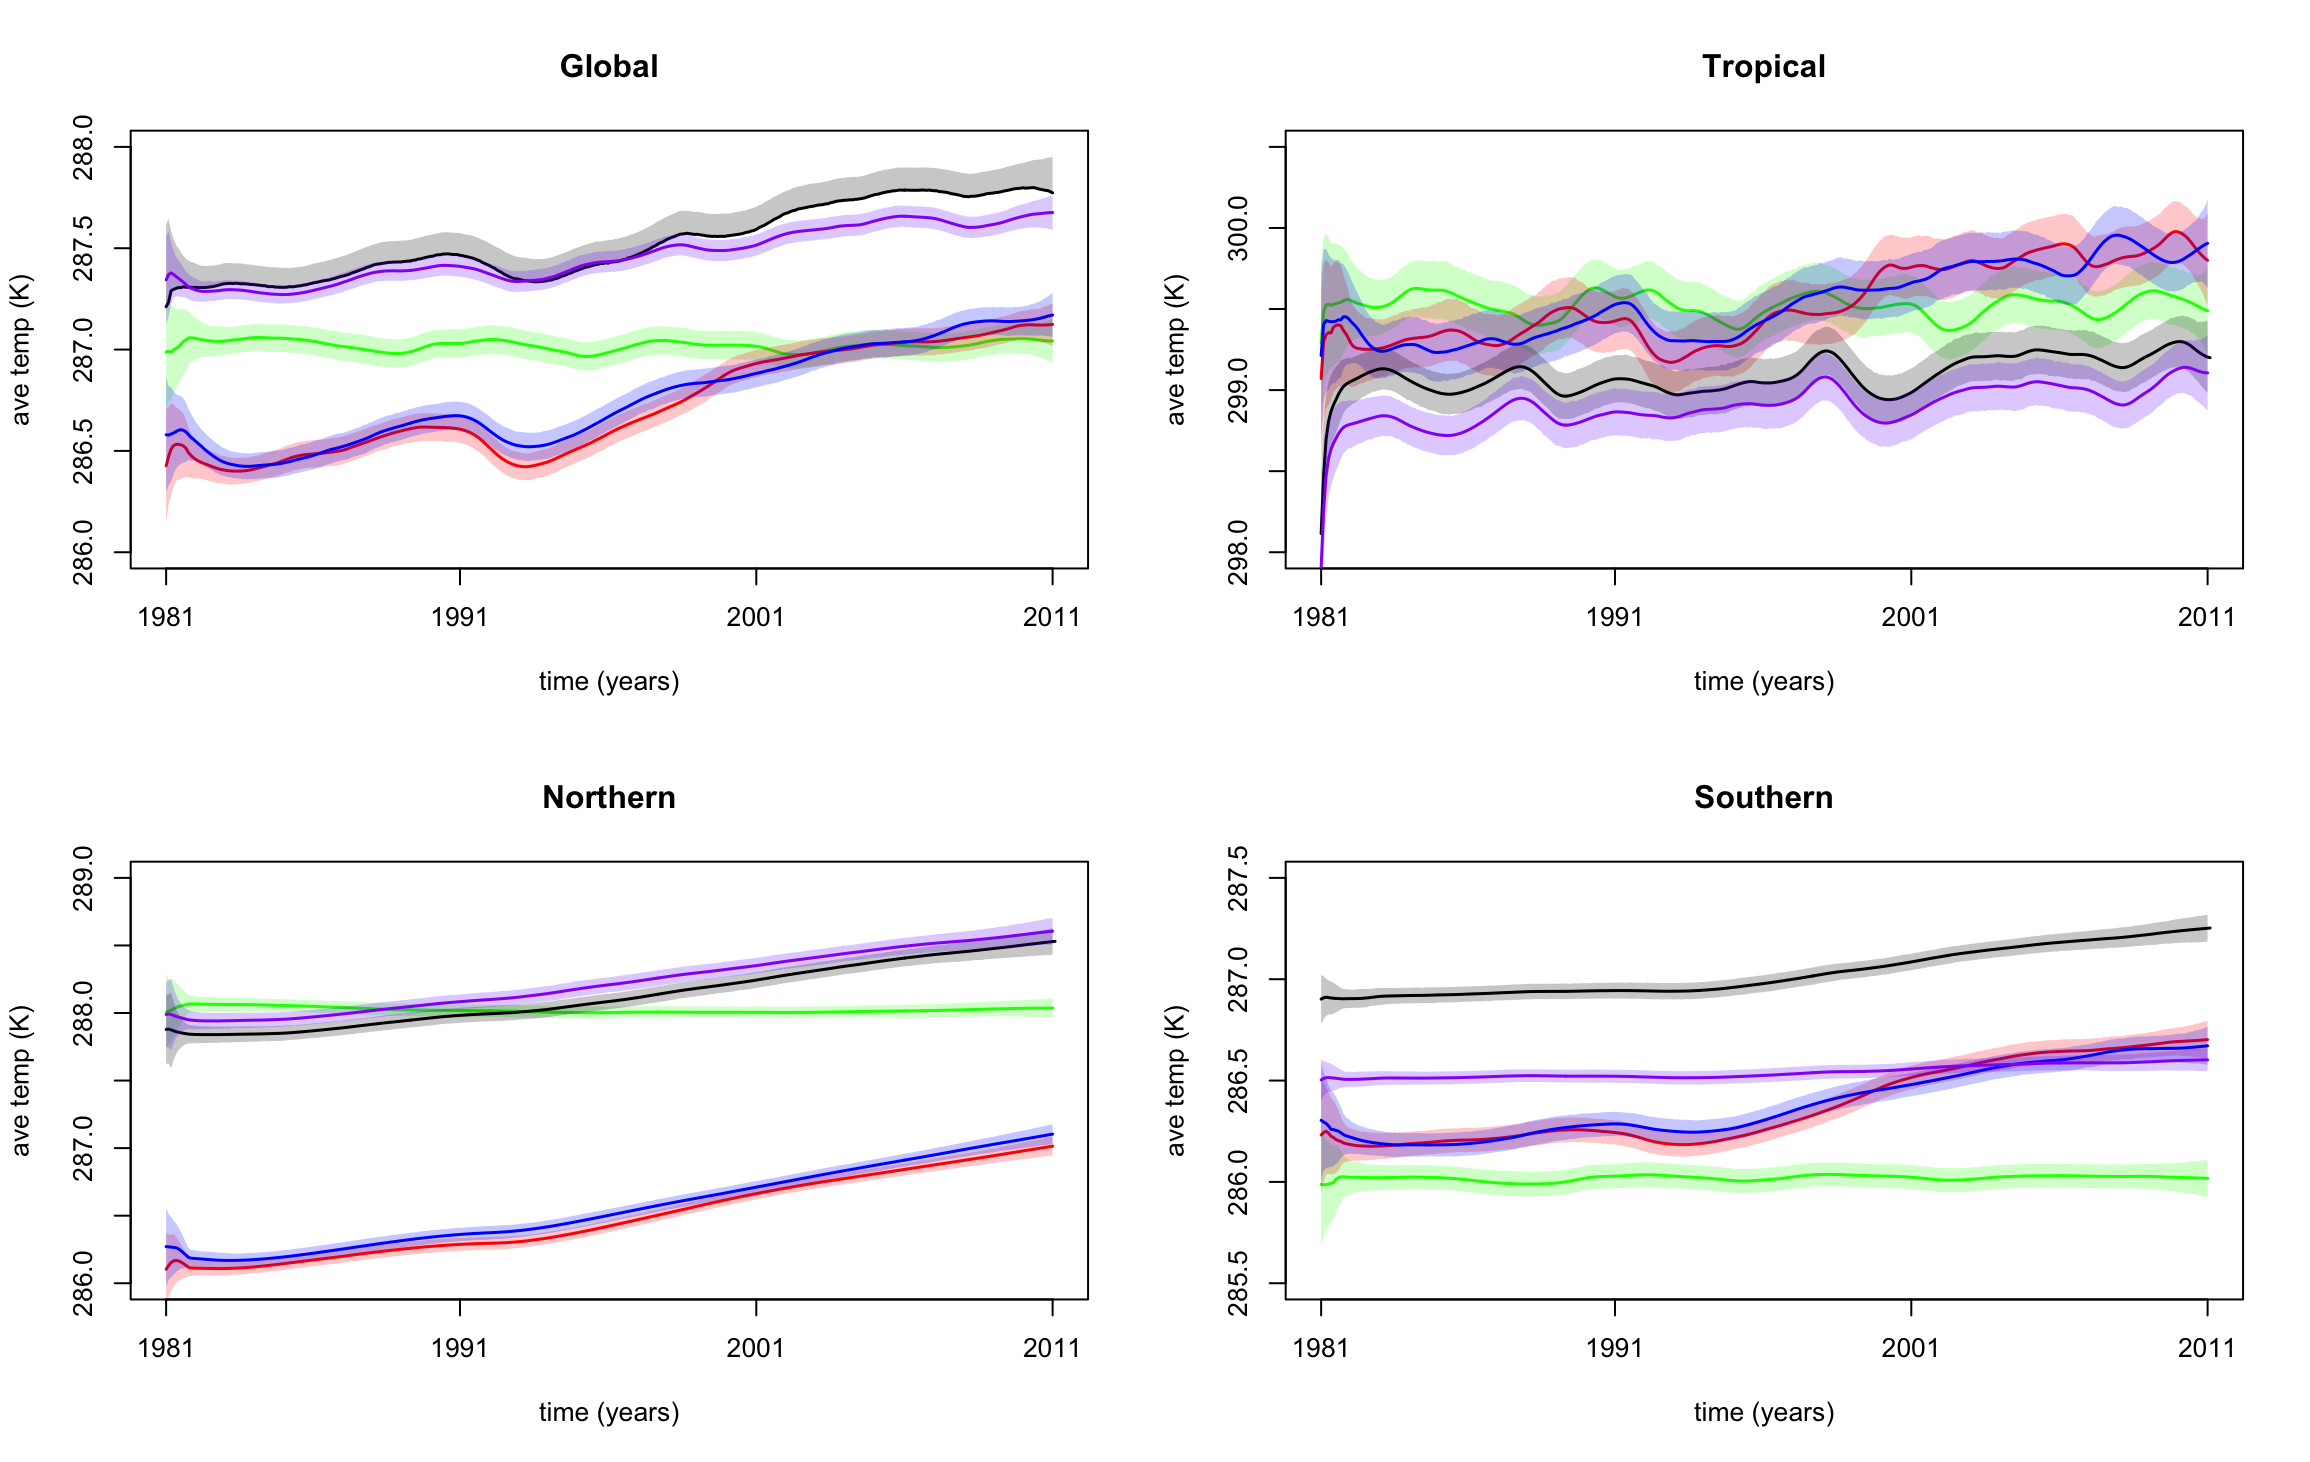 Global
ave temp (K)
288.0
287.5
287.0
286.5
286.0
1981 1991 2001 2011
time (years)
Tropical
ave temp (K)
300.0
299.0
298.0
1981 1991 2001 2011
time (years)
Northern
ave temp (K)
289.0
288.0
287.0
286.0
1981 1991 2001 2011
time (years)
Southern
ave temp (K)
287.5
287.0
286.5
286.0
285.5
1981 1991 2001 2011
time (years)